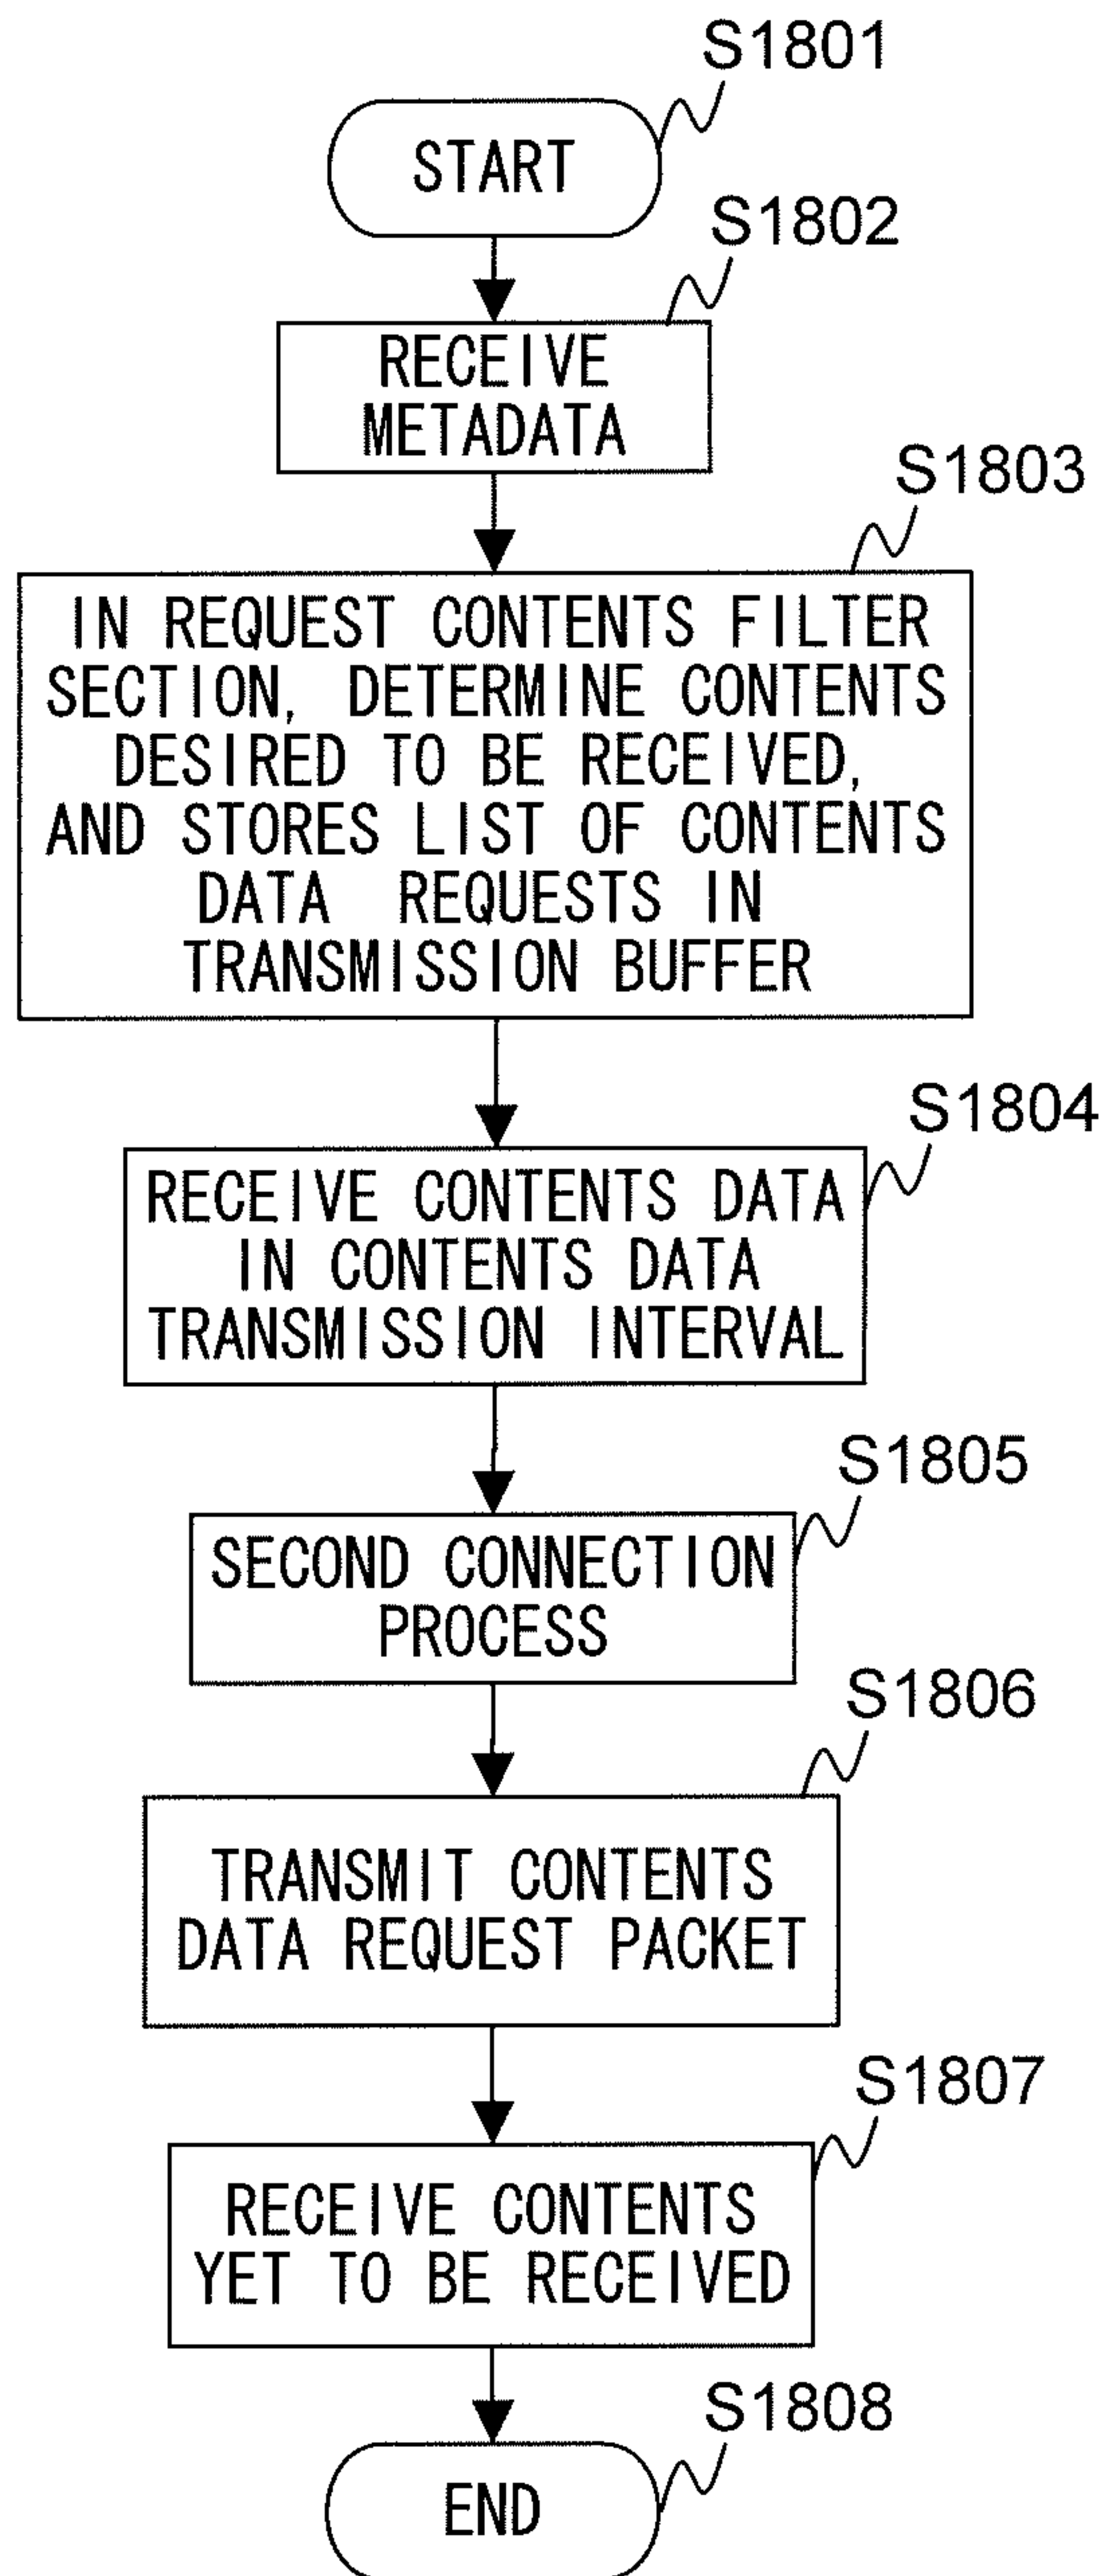 S1801
START
S1802
RECEIVE
METADATA
S1803
IN REQUEST CONTENTS FILTER
SECTION, DETERMINE CONTENTS
DESIRED TO BE RECEIVED,
AND STORES LIST OF CONTENTS
DATA REQUESTS IN
TRANSMISSION BUFFER
S1804
RECEIVE CONTENTS DATA
IN CONTENTS DATA
TRANSMISSION INTERVAL
S1805
SECOND CONNECTION
PROCESS
S1806
TRANSMIT CONTENTS
DATA REQUEST PACKET
S1807
RECEIVE CONTENTS
YET TO BE RECEIVED
S1808
END